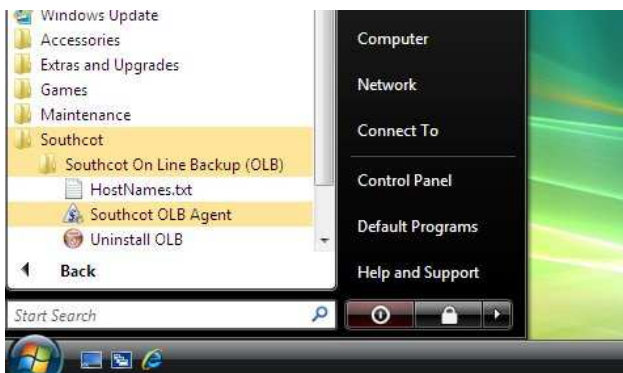 Windows Update
Accessories
Extras and Upgrades
Games
Maintenance
Southcot
Southcot On Line Backup (OLB)
HostNames.txt
Southcot OLB Agent
Uninstall OLB
Back
Start Search
Computer
Network
Connect To
Control Panel
Default Programs
Help and Support